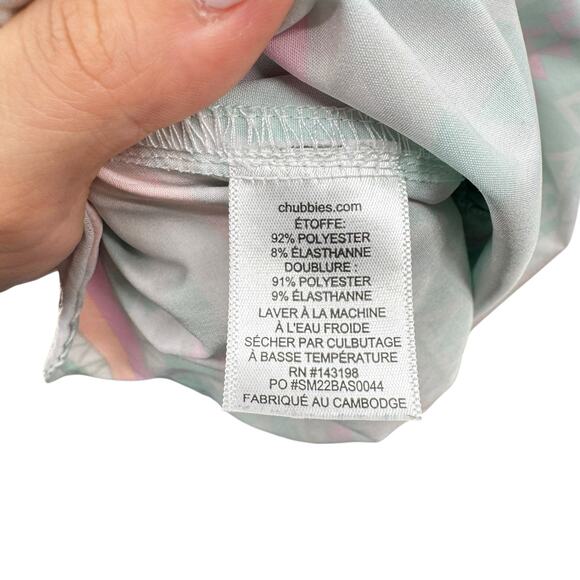 chubbies.com
ÉTOFFE:
92% POLYESTER
8% ÉLASTHANNE
DOUBLURE :
91% POLYESTER
9% ÉLASTHANNE
LAVER À LA MACHINE
À L'EAU FROIDE
SÉCHER PAR CULBUTAGE
À BASSE TEMPÉRATURE
RN #143198
PO #SM22BAS0044
FABRIQUÉ AU CAMBODGE